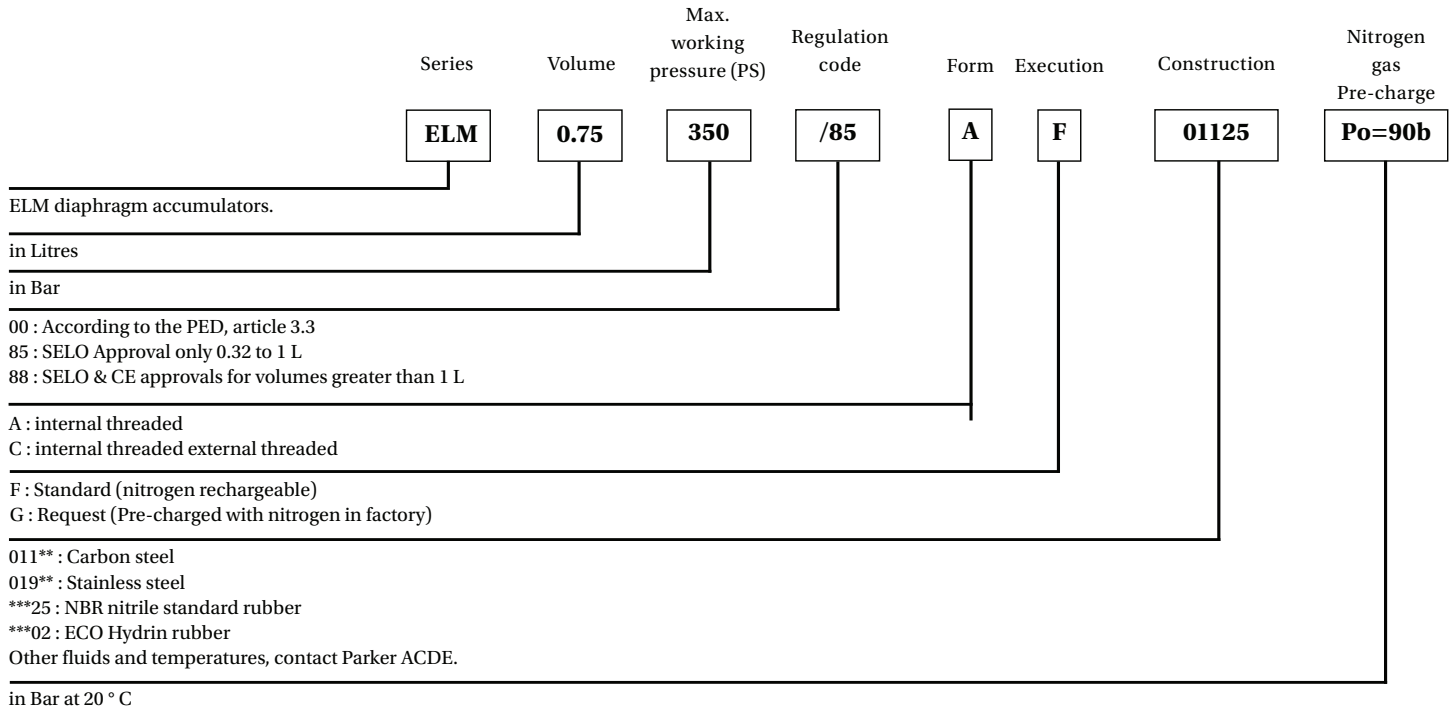 Series
Volume
Max.
working
pressure (PS)
Regulation
code
Form
Execution
Construction
Nitrogen
gas
Pre-charge
ELM
0.75
350
/85
A
F
01125
Po=90b
ELM diaphragm accumulators.
in Litres
in Bar
00 : According to the PED, article 3.3
85 : SELO Approval only 0.32 to 1 L
88 : SELO & CE approvals for volumes greater than 1 L
A : internal threaded
C : internal threaded external threaded
F : Standard (nitrogen rechargeable)
G : Request (Pre-charged with nitrogen in factory)
011** : Carbon steel
019** : Stainless steel
***25 : NBR nitrile standard rubber
***02 : ECO Hydrin rubber
Other fluids and temperatures, contact Parker ACDE.
in Bar at 20 ° C